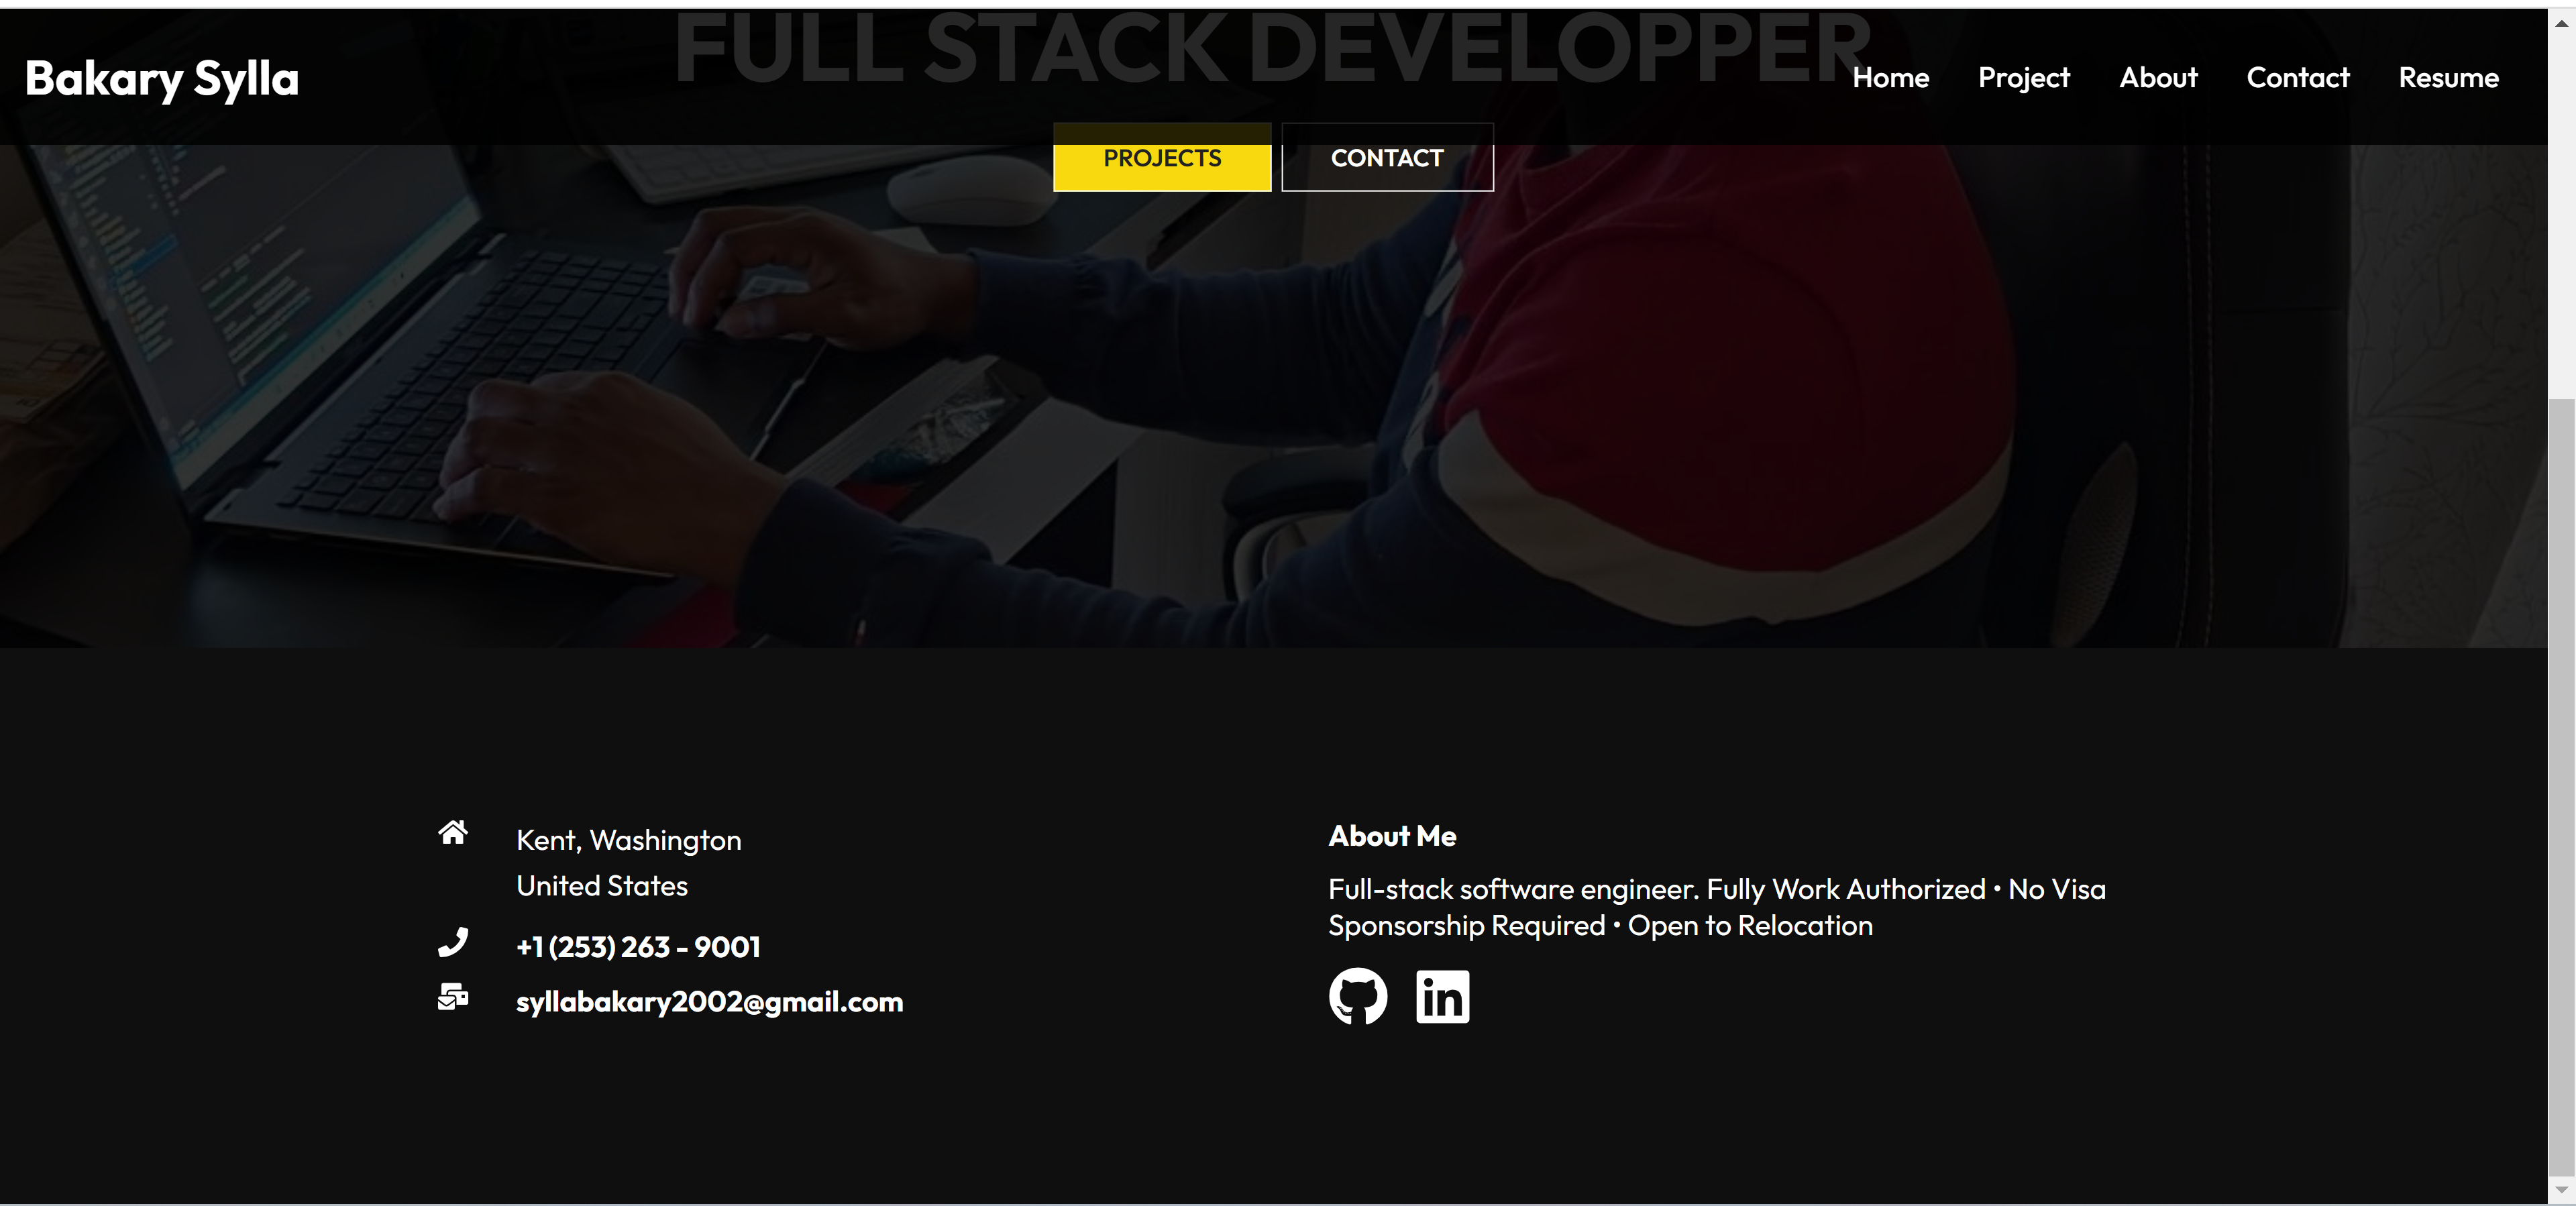 FULL STACK DEVELOPPER
Bakary Sylla
Home Project About Contact Resume
PROJECTS CONTACT
Kent, Washington
United States
+1 (253) 263 - 9001
syllabakary2002@gmail.com
About Me
Full-stack software engineer. Fully Work Authorized • No Visa
Sponsorship Required • Open to Relocation
in